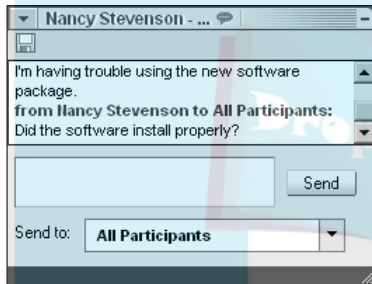 Nancy Stevenson - ...
I'm having trouble using the new software
package.
from Nancy Stevenson to All Participants:
Did the software install properly?
Send
Send to: All Participants